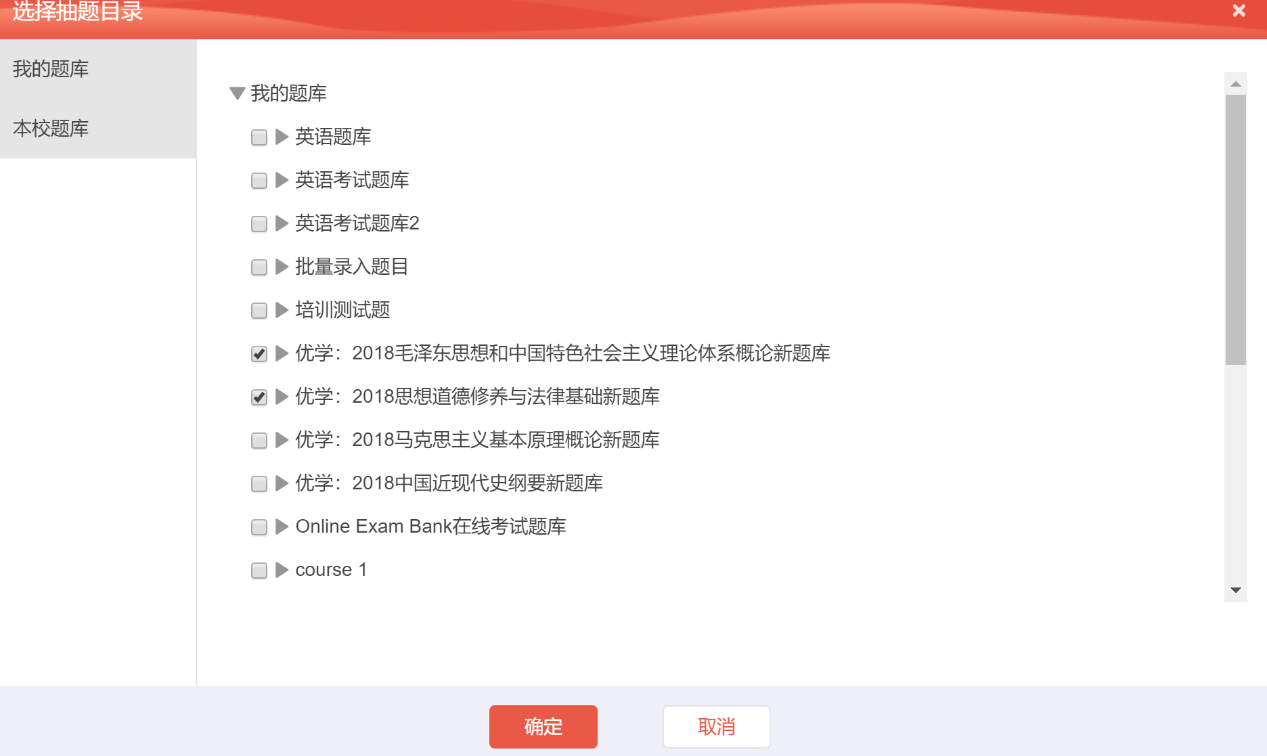 选择抽题目录
我的题库
本校题库
我的题库
英语题库
英语考试题库
英语考试题库2
批量录入题目
培训测试题
优学：2018毛泽东思想和中国特色社会主义理论体系概论新题库
优学：2018思想道德修养与法律基础新题库
优学：2018马克思主义基本原理概论新题库
优学：2018中国近现代史纲要新题库
Online Exam Bank在线考试题库
course 1
确定
取消